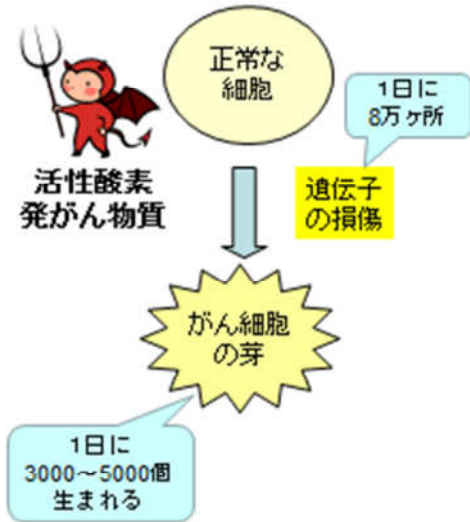 正常な
細胞
1日に
8万ヶ所
活性酸素
発がん物質
遺伝子
の損傷
がん細胞
の芽
1日に
3000～5000個
生まれる